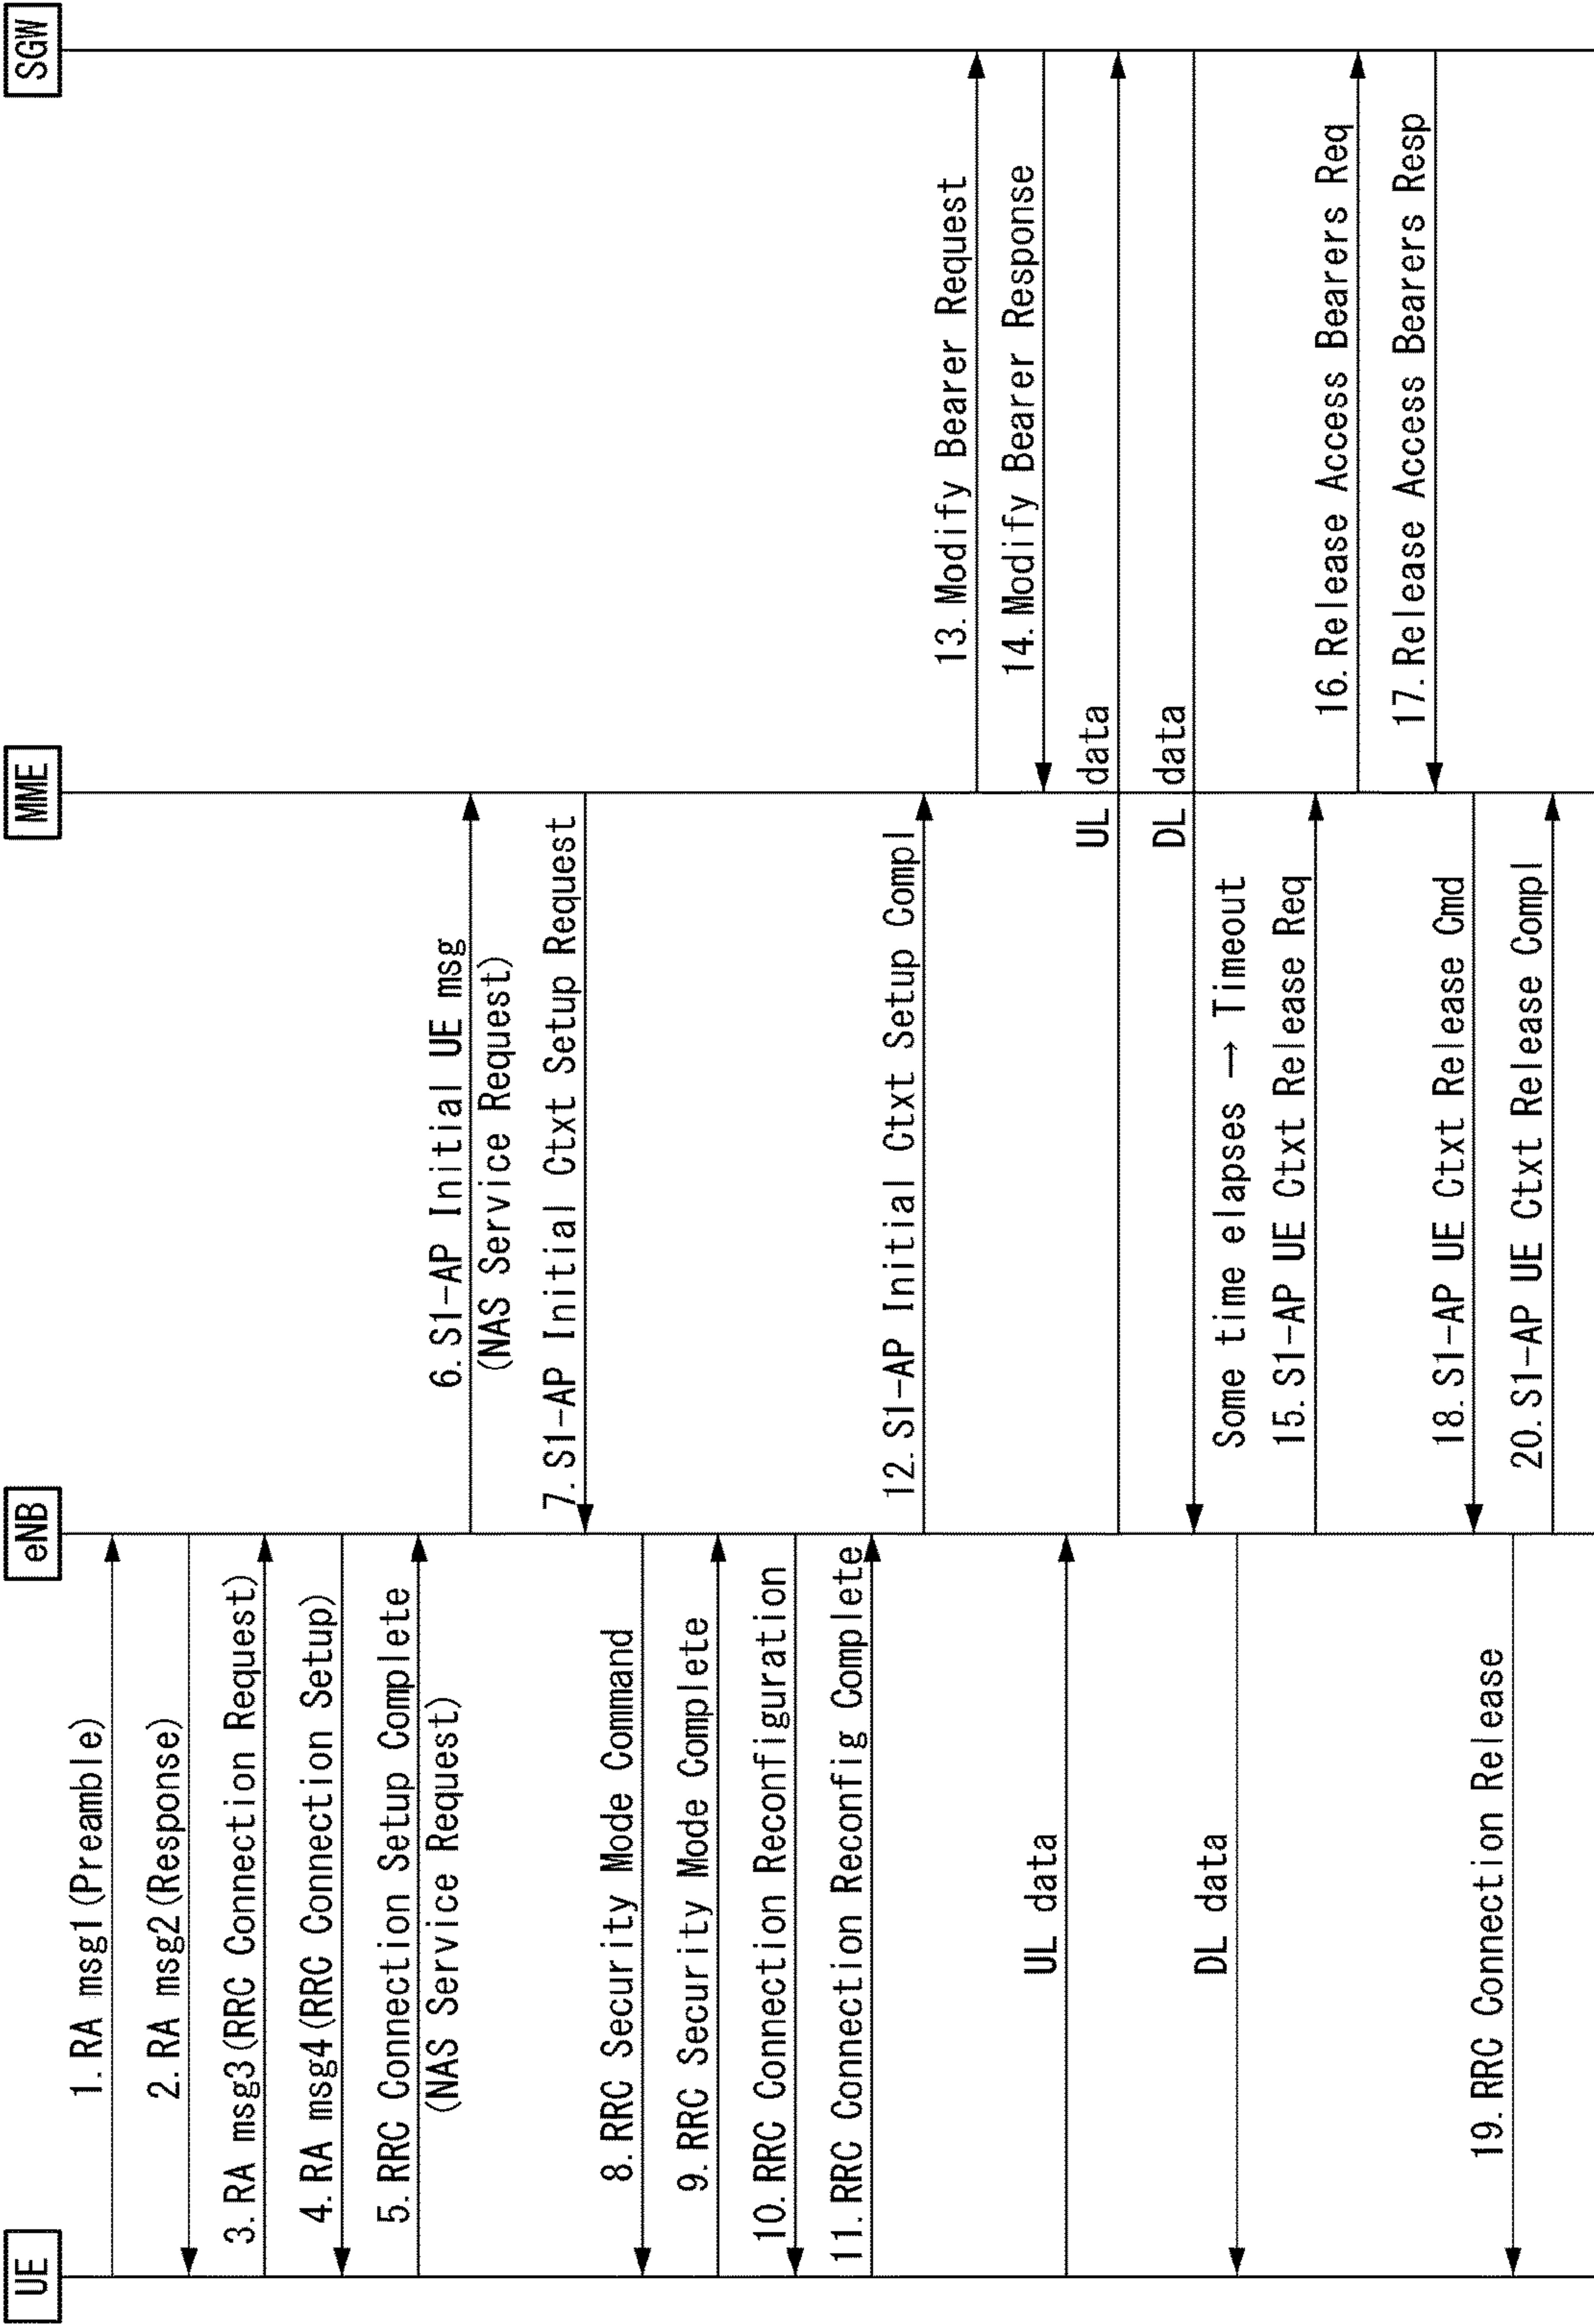 UE
eNB
MME
SGW
1. RA msg1(Preamble)
2. RA msg2(Response)
3. RA msg3(RRC Connection Request)
4. RA msg4(RRC Connection Setup)
5. RRC Connection Setup Complete
(NAS Service Request)
6. S1-AP Initial UE msg
(NAS Service Request)
7. S1-AP Initial Ctxt Setup Request
8. RRC Security Mode Command
9. RRC Security Mode Complete
10. RRC Connection Reconfiguration
11. RRC Connection Reconfig Complete
12. S1-AP Initial Ctxt Setup Compl
13. Modify Bearer Request
14. Modify Bearer Response
UL data
UL data
DL data
DL data
Some time elapses → Timeout
15. S1-AP UE Ctxt Release Req
16. Release Access Bearers Req
17. Release Access Bearers Resp
18. S1-AP UE Ctxt Release Cmd
19. RRC Connection Release
20. S1-AP UE Ctxt Release Compl